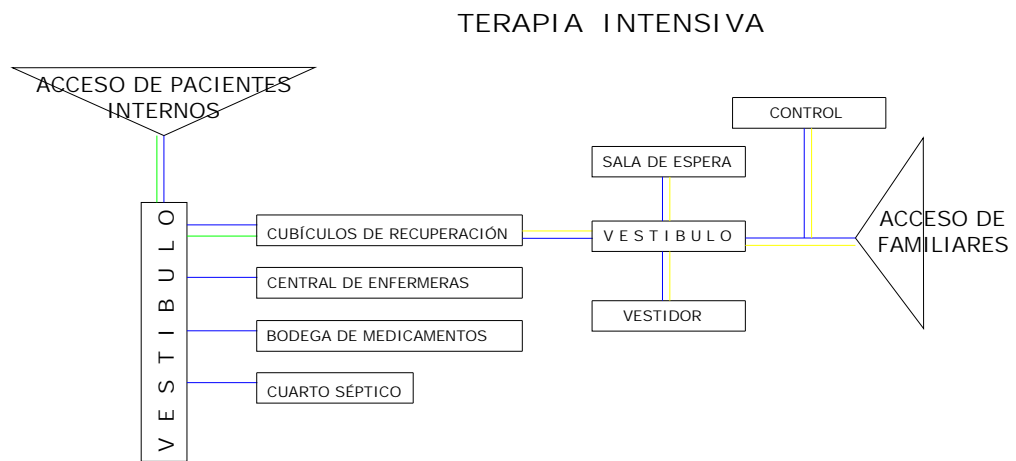 TERAPIA INTENSIVA
ACCESO DE PACIENTES
INTERNOS
CONTROL
SALA DE ESPERA
ACCESO DE
FAMILIARES
VESTIBULO
CUBÍCULOS DE RECUPERACIÓN
VESTIBULO
CENTRAL DE ENFERMERAS
VESTIDOR
BODEGA DE MEDICAMENTOS
CUARTO SÉPTICO